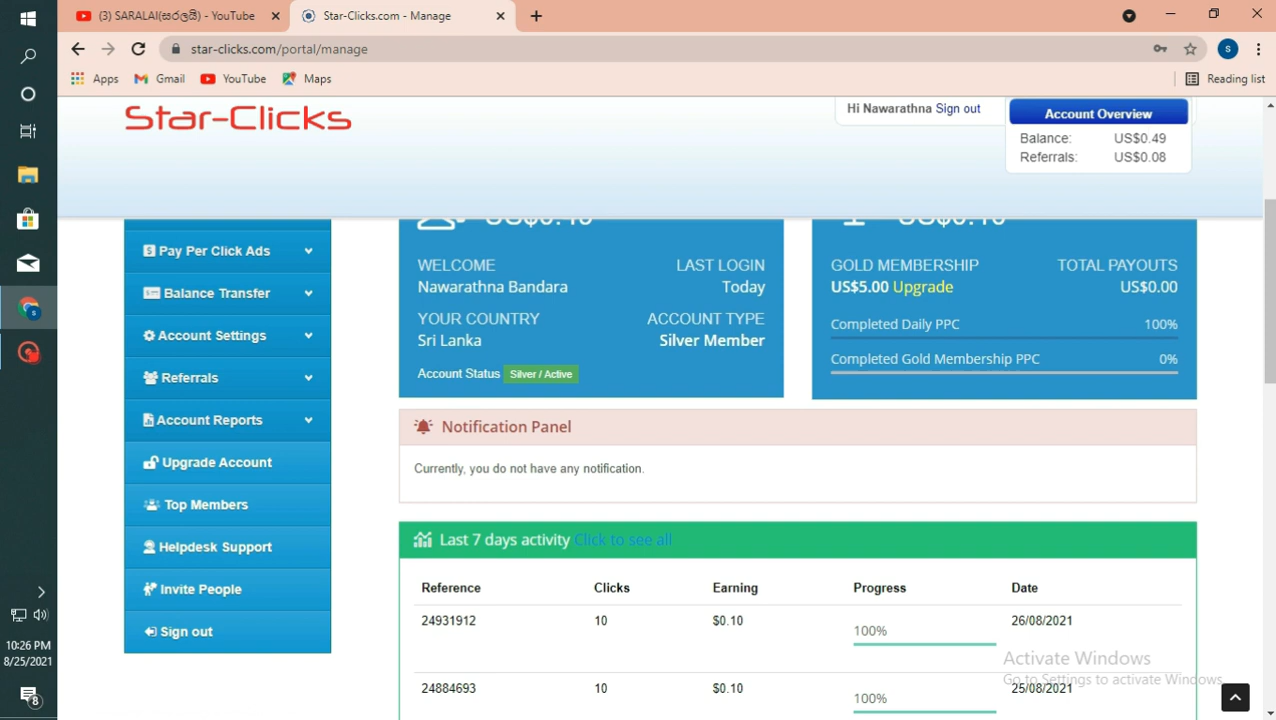 (3) SARALAI(සරලයි) - YouTube
Star-Clicks.com - Manage
star-clicks.com/portal/manage
S
Apps
Gmail
YouTube
Maps
Reading list
Star-Clicks
Hi Nawarathna Sign out
Account Overview
Balance: US$0.49
Referrals: US$0.08
Pay Per Click Ads
Balance Transfer
Account Settings
Referrals
Account Reports
Upgrade Account
Top Members
Helpdesk Support
Invite People
Sign out
WELCOME LAST LOGIN
Nawarathna Bandara Today
YOUR COUNTRY ACCOUNT TYPE
Sri Lanka Silver Member
Account Status Silver / Active
GOLD MEMBERSHIP TOTAL PAYOUTS
US$5.00 Upgrade US$0.00
Completed Daily PPC 100%
Completed Gold Membership PPC 0%
Notification Panel
Currently, you do not have any notification.
Last 7 days activity Click to see all
Reference Clicks Earning Progress Date
24931912 10 $0.10 100% 26/08/2021
24884693 10 $0.10 100% 25/08/2021
Activate Windows
Go to Settings to activate Windows.
10:26 PM
8/25/2021
8